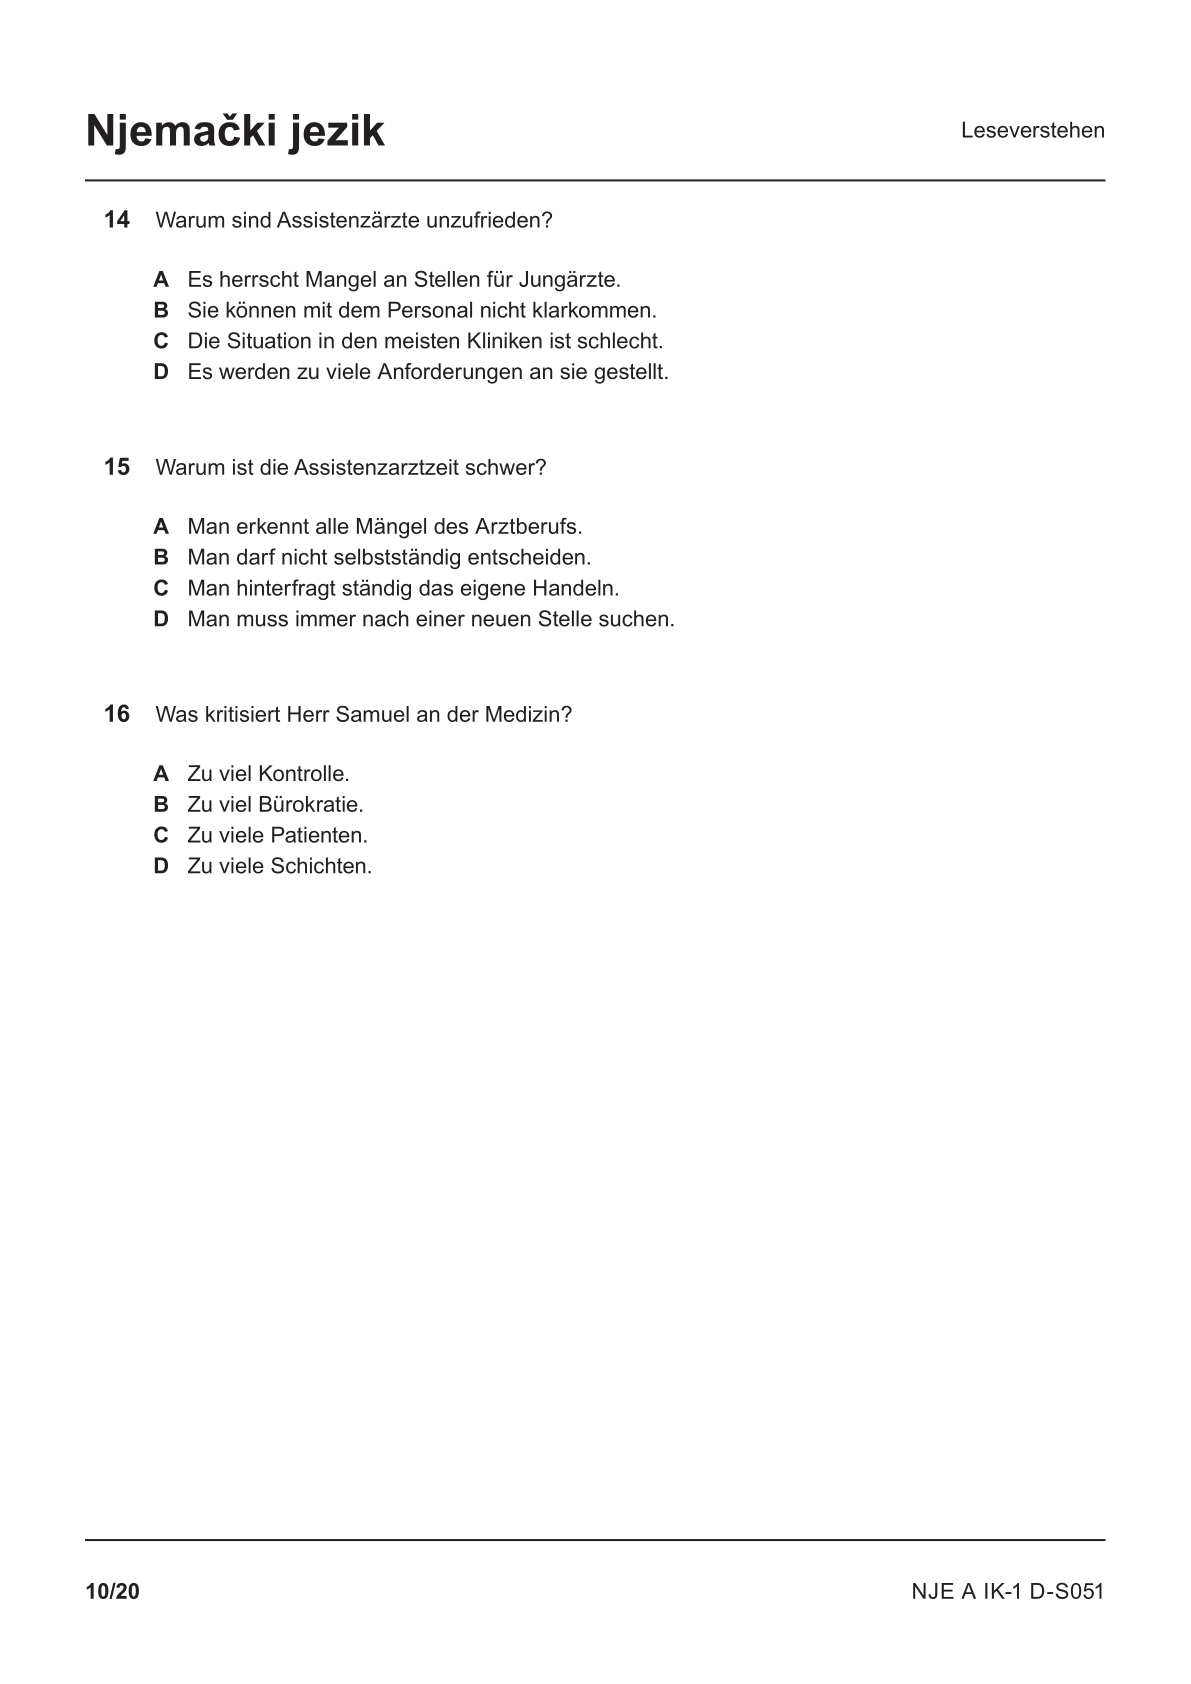 Njemački jezik
Leseverstehen
14 Warum sind Assistenzärzte unzufrieden?
A Es herrscht Mangel an Stellen für Jungärzte.
B Sie können mit dem Personal nicht klarkommen.
C Die Situation in den meisten Kliniken ist schlecht.
D Es werden zu viele Anforderungen an sie gestellt.
15 Warum ist die Assistenzarztzeit schwer?
A Man erkennt alle Mängel des Arztberufs.
B Man darf nicht selbstständig entscheiden.
C Man hinterfragt ständig das eigene Handeln.
D Man muss immer nach einer neuen Stelle suchen.
16 Was kritisiert Herr Samuel an der Medizin?
A Zu viel Kontrolle.
B Zu viel Bürokratie.
C Zu viele Patienten.
D Zu viele Schichten.
10/20
NJE A IK-1 D-S051